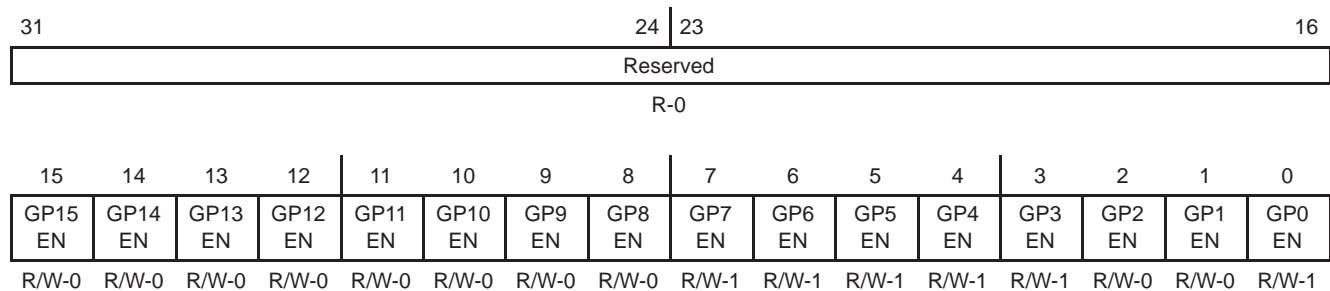 31 24 23 16
Reserved
R-0
15 14 13 12 11 10 9 8 7 6 5 4 3 2 1 0
GP15 GP14 GP13 GP12 GP11 GP10 GP9 GP8 GP7 GP6 GP5 GP4 GP3 GP2 GP1 GP0
EN EN EN EN EN EN EN EN EN EN EN EN EN EN EN EN
R/W-0 R/W-0 R/W-0 R/W-0 R/W-0 R/W-0 R/W-0 R/W-0 R/W-1 R/W-1 R/W-1 R/W-1 R/W-1 R/W-0 R/W-0 R/W-1